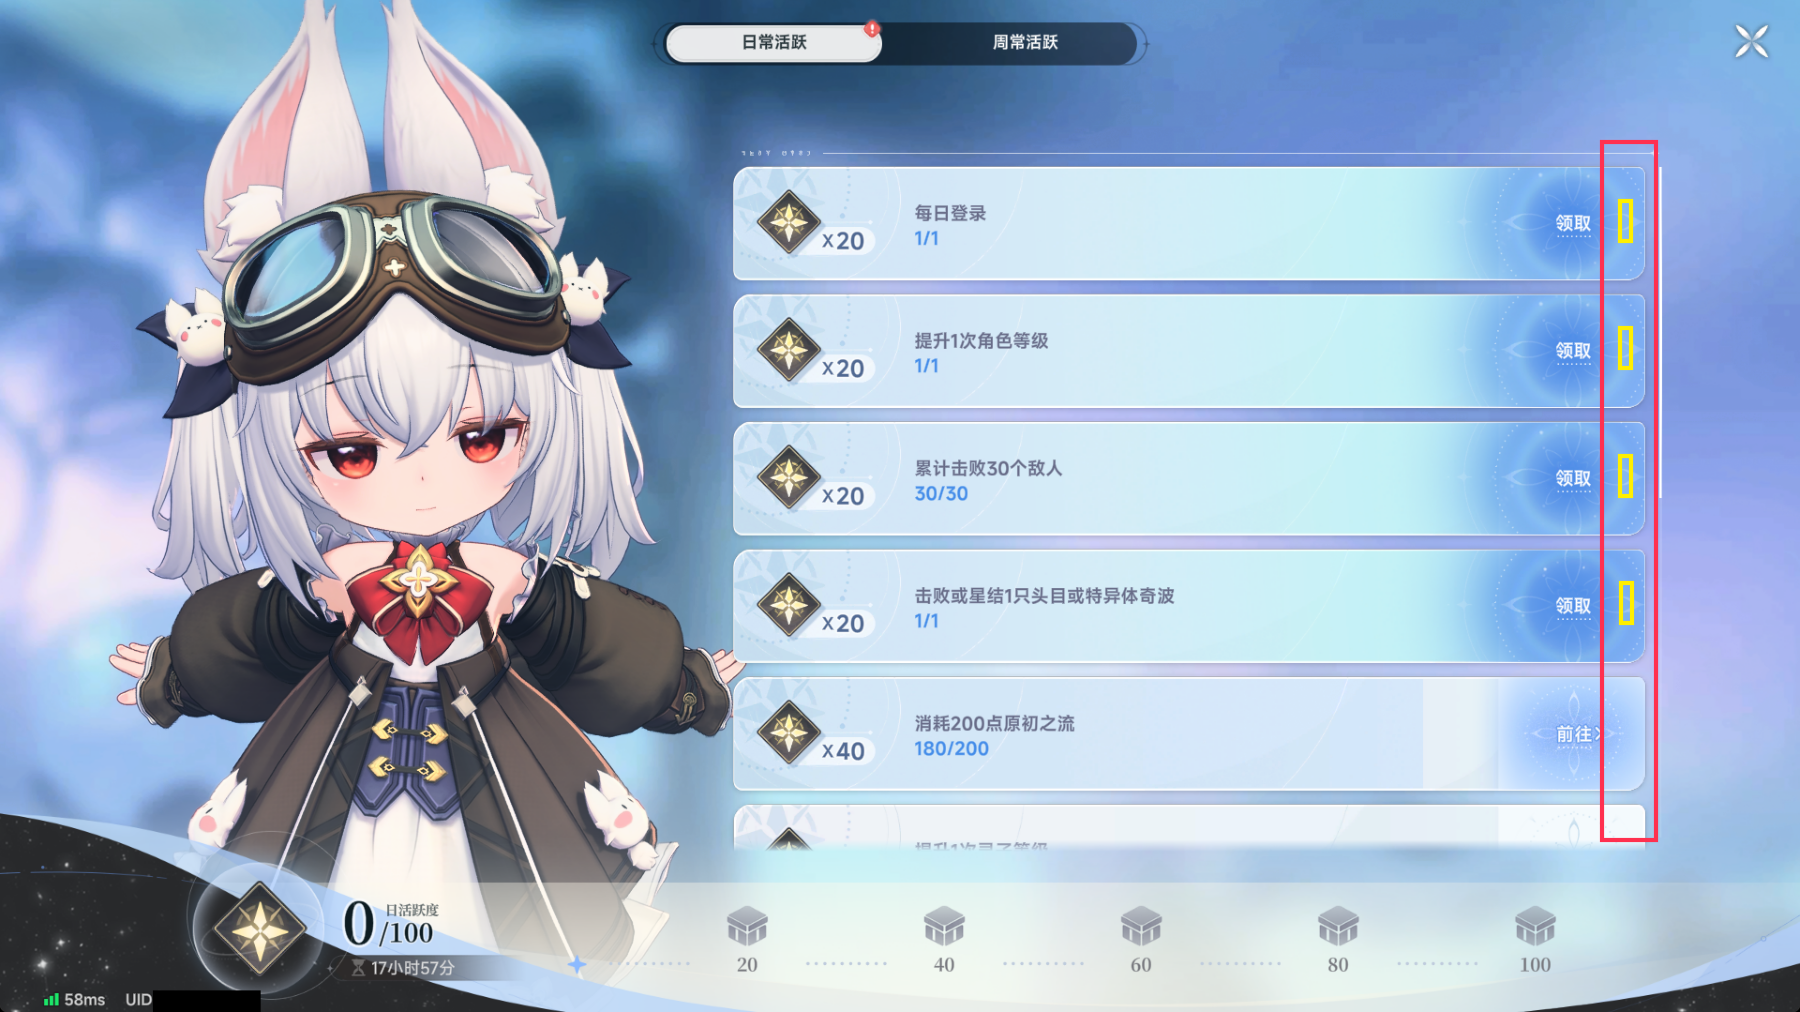 日常活跃
周常活跃
每日登录
1/1
x20
领取
提升1次角色等级
1/1
x20
领取
累计击败30个敌人
30/30
x20
领取
击败或星结1只头目或特异体奇波
1/1
x20
领取
消耗200点原初之流
180/200
x40
前往
0/100
日活跃度
17小时57分
20
40
60
80
100
58ms
UID